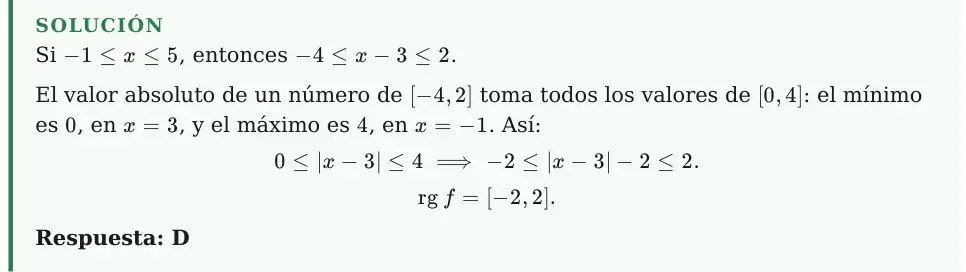 SOLUCIÓN
Si −1 ≤ x ≤ 5, entonces −4 ≤ x − 3 ≤ 2.
El valor absoluto de un número de [−4, 2] toma todos los valores de [0, 4]: el mínimo
es 0, en x = 3, y el máximo es 4, en x = −1. Así:
0 ≤ |x − 3| ≤ 4 ⟹ −2 ≤ |x − 3| − 2 ≤ 2.
rg f = [−2, 2].
Respuesta: D